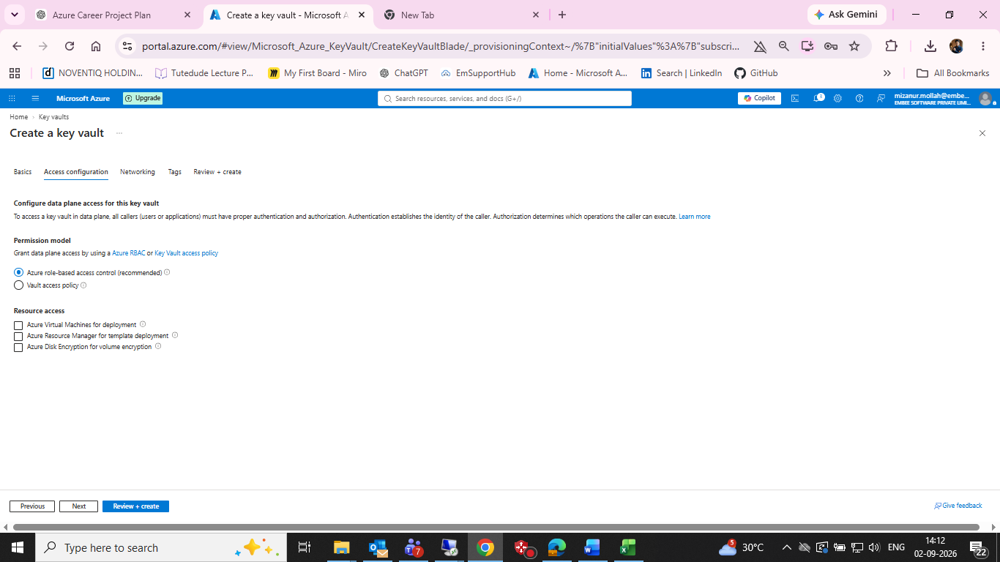 Azure Career Project Plan
Create a key vault - Microsoft A
New Tab
Ask Gemini
portal.azure.com/#view/Microsoft_Azure_KeyVault/CreateKeyVaultBlade/_provisioningContext~/%7B"initialValues"%3A%7B"subscri...
NOVENTIQ HOLDIN...
Tutedude Lecture P...
My First Board - Miro
ChatGPT
EmSupportHub
Home - Microsoft A...
Search | LinkedIn
GitHub
All Bookmarks
Microsoft Azure
Upgrade
Search resources, services, and docs (G+/)
Copilot
3
mizanur.mollah@embe...
EMBEE SOFTWARE PRIVATE LIMI...
Home > Key vaults
Create a key vault ...
Basics Access configuration Networking Tags Review + create
Configure data plane access for this key vault
To access a key vault in data plane, all callers (users or applications) must have proper authentication and authorization. Authentication establishes the identity of the caller. Authorization determines which operations the caller can execute. Learn more
Permission model
Grant data plane access by using a Azure RBAC or Key Vault access policy
Azure role-based access control (recommended)
Vault access policy
Resource access
Azure Virtual Machines for deployment
Azure Resource Manager for template deployment
Azure Disk Encryption for volume encryption
Previous Next Review + create
Give feedback
Type here to search
7
5
30°C
ENG
14:12
02-09-2026
22